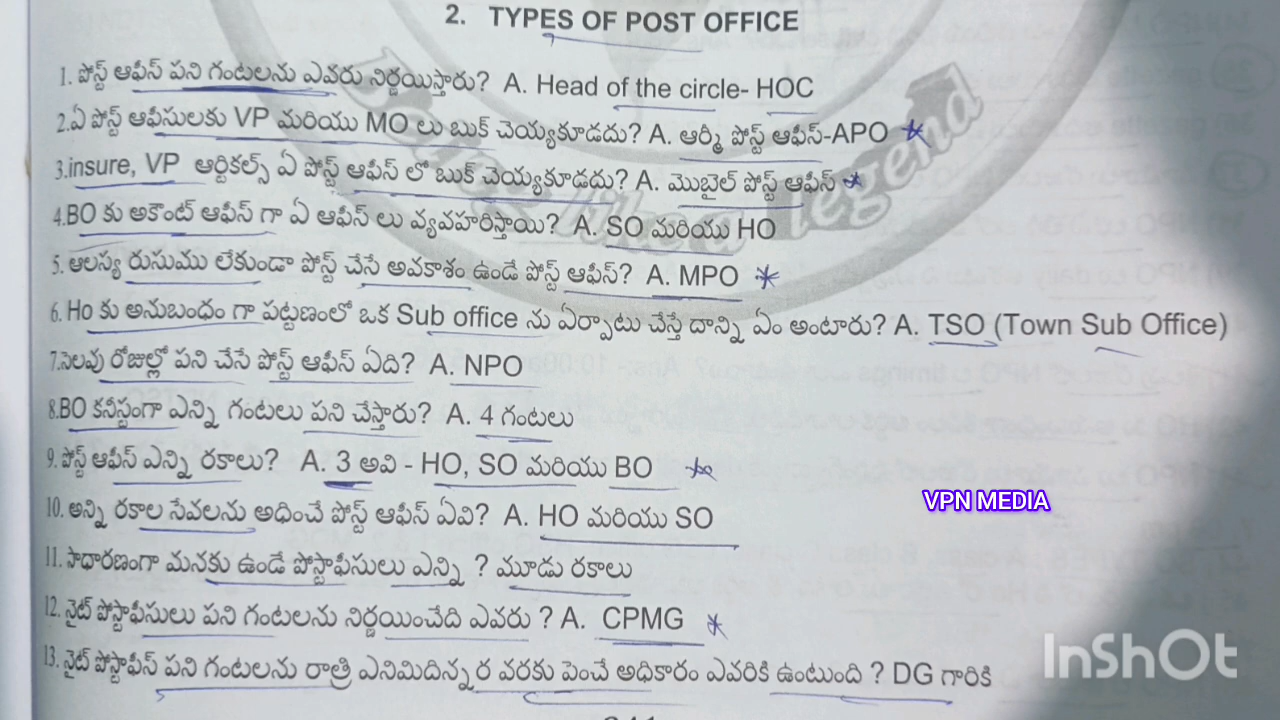 2. TYPES OF POST OFFICE
1. పోస్ట్ ఆఫీస్ పని గంటలను ఎవరు నిర్ణయిస్తారు? A. Head of the circle- HOC
2.ఏ పోస్ట్ ఆఫీసులకు VP మరియు MO లు బుక్ చెయ్యకూడదు? A. ఆర్మి పోస్ట్ ఆఫీస్-APO
3.insure, VP ఆర్టికల్స్ ఏ పోస్ట్ ఆఫీస్ లో బుక్ చెయ్యకూడదు? A. మొబైల్ పోస్ట్ ఆఫీస్
4.BO కు అకౌంట్ ఆఫీస్ గా ఏ ఆఫీస్ లు వ్యవహరిస్తాయి? A. SO మరియు HO
5. ఆలస్య రుసుము లేకుండా పోస్ట్ చేసే అవకాశం ఉండే పోస్ట్ ఆఫీస్? A. MPO
6. Ho కు అనుబంధం గా పట్టణంలో ఒక Sub office ను ఏర్పాటు చేస్తే దాన్ని ఏం అంటారు? A. TSO (Town Sub Office)
7.సెలవు రోజుల్లో పని చేసే పోస్ట్ ఆఫీస్ ఏది? A. NPO
8.BO కనీస్టంగా ఎన్ని గంటలు పని చేస్తారు? A. 4 గంటలు
9. పోస్ట్ ఆఫీస్ ఎన్ని రకాలు? A. 3 అవి - HO, SO మరియు BO
VPN MEDIA
10. అన్ని రకాల సేవలను అధించే పోస్ట్ ఆఫీస్ ఏవి? A. HO మరియు SO
11. సాధారణంగా మనకు ఉండే పోస్టాఫీసులు ఎన్ని ? మూడు రకాలు
12. నైట్ పోస్టాఫీసులు పని గంటలను నిర్ణయించేది ఎవరు ? A. CPMG
13. నైట్ పోస్టాఫీస్ పని గంటలను రాత్రి ఎనిమిదిన్నర వరకు పెంచే అధికారం ఎవరికి ఉంటుంది ? DG గారికి
InShOt